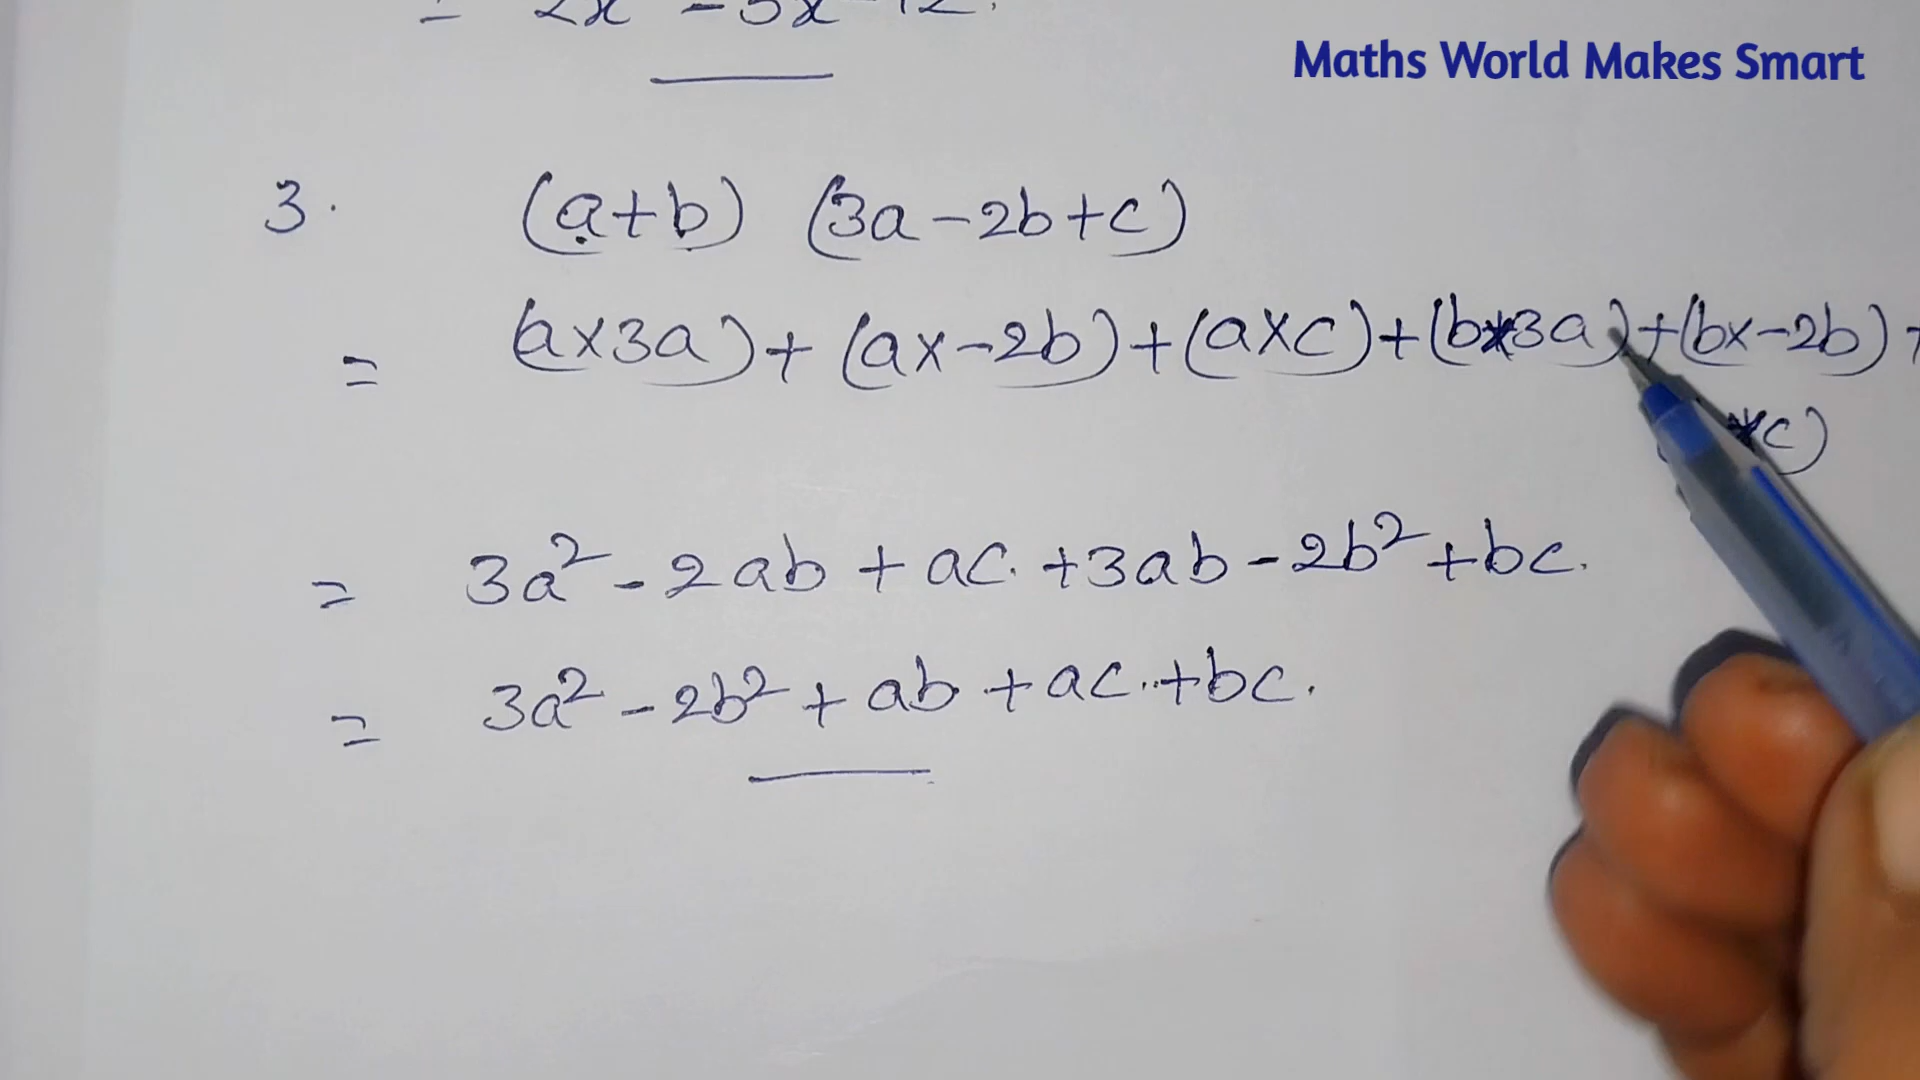 Maths World Makes Smart
3. (a+b) (3a-2b+c)
= (a×3a)+(a×-2b)+(a×c)+(b×3a)+(b×-2b)+
×c)
= 3a²-2ab+ac.+3ab-2b²+bc.
= 3a²-2b²+ab+ac..+bc.